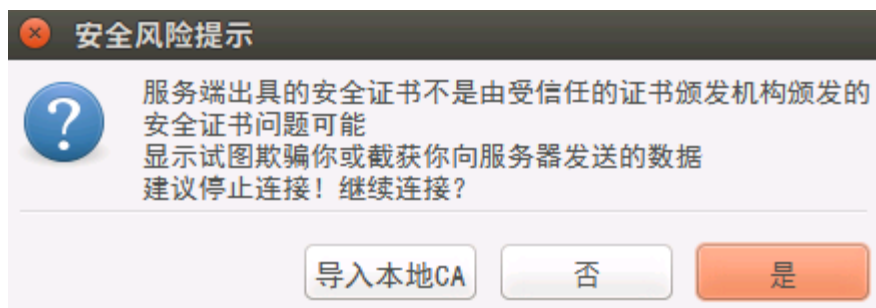 安全风险提示
服务端出具的安全证书不是由受信任的证书颁发机构颁发的
安全证书问题可能
显示试图欺骗你或截获你向服务器发送的数据
建议停止连接！继续连接？
导入本地CA 否 是